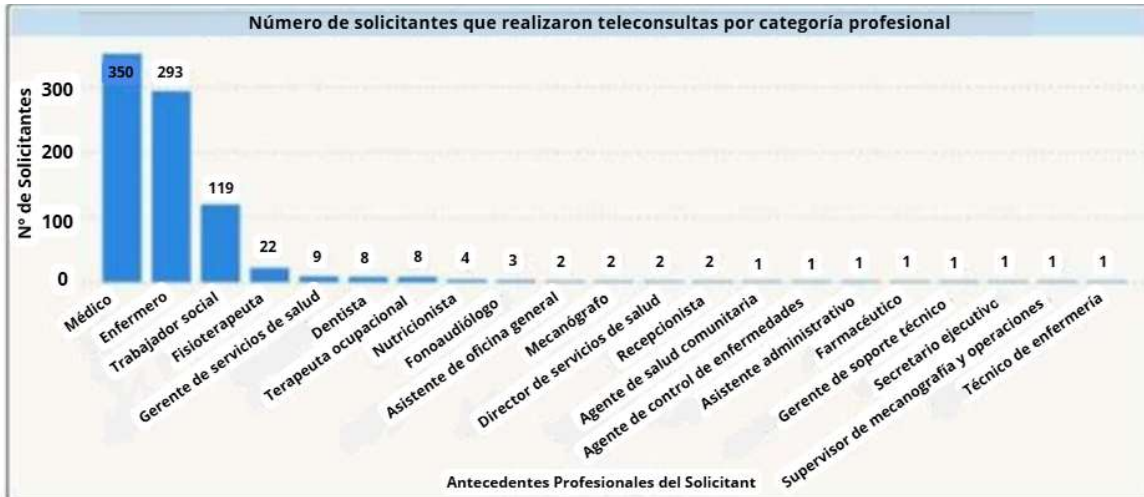 Número de solicitantes que realizaron teleconsultas por categoría profesional
Nº de Solicitantes
300
200
100
0
350
293
119
22
9
8
8
4
3
2
2
2
2
1
1
1
1
1
1
1
1
Médico
Enfermero
Trabajador social
Fisioterapeuta
Gerente de servicios de salud
Dentista
Terapeuta ocupacional
Nutricionista
Fonoaudiólogo
Asistente de oficina general
Mecanógrafo
Director de servicios de salud
Recepcionista
Agente de salud comunitaria
Agente de control de enfermedades
Asistente administrativo
Farmacéutico
Gerente de soporte técnico
Secretario ejecutivo
Supervisor de mecanografía y operaciones
Técnico de enfermería
Antecedentes Profesionales del Solicitant